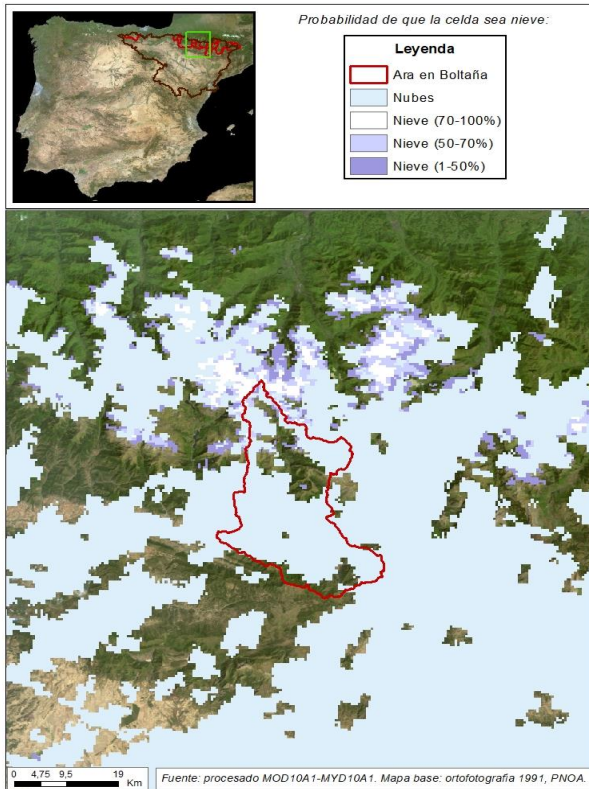 Probabilidad de que la celda sea nieve:
Leyenda
Ara en Boltaña
Nubes
Nieve (70-100%)
Nieve (50-70%)
Nieve (1-50%)
0 4,75 9,5 19
Km
Fuente: procesado MOD10A1-MYD10A1. Mapa base: ortofotografia 1991, PNOA.